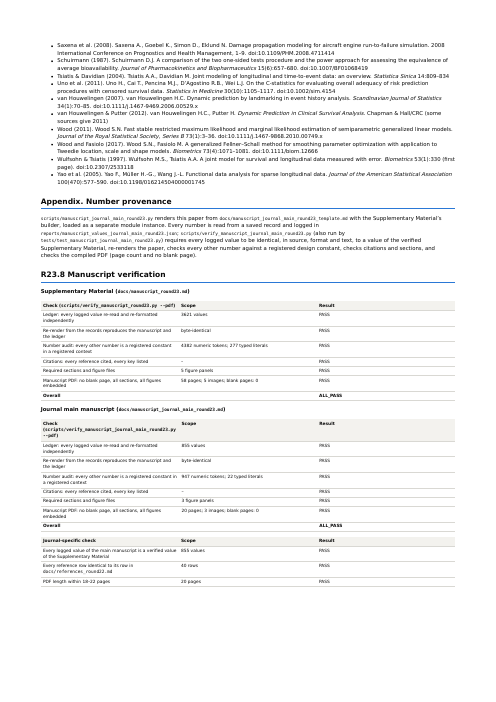 • Saxena et al. (2008). Saxena A., Goebel K., Simon D., Eklund N. Damage propagation modeling for aircraft engine run-to-failure simulation. 2008
International Conference on Prognostics and Health Management, 1–9. doi:10.1109/PHM.2008.4711414
• Schuirmann (1987). Schuirmann D.J. A comparison of the two one-sided tests procedure and the power approach for assessing the equivalence of
average bioavailability. Journal of Pharmacokinetics and Biopharmaceutics 15(6):657–680. doi:10.1007/BF01068419
• Tsiatis & Davidian (2004). Tsiatis A.A., Davidian M. Joint modeling of longitudinal and time-to-event data: an overview. Statistica Sinica 14:809–834
• Uno et al. (2011). Uno H., Cai T., Pencina M.J., D'Agostino R.B., Wei L.J. On the C-statistics for evaluating overall adequacy of risk prediction
procedures with censored survival data. Statistics in Medicine 30(10):1105–1117. doi:10.1002/sim.4154
• van Houwelingen (2007). van Houwelingen H.C. Dynamic prediction by landmarking in event history analysis. Scandinavian Journal of Statistics
34(1):70–85. doi:10.1111/j.1467-9469.2006.00529.x
• van Houwelingen & Putter (2012). van Houwelingen H.C., Putter H. Dynamic Prediction in Clinical Survival Analysis. Chapman & Hall/CRC (some
sources give 2011)
• Wood (2011). Wood S.N. Fast stable restricted maximum likelihood and marginal likelihood estimation of semiparametric generalized linear models.
Journal of the Royal Statistical Society, Series B 73(1):3–36. doi:10.1111/j.1467-9868.2010.00749.x
• Wood and Fasiolo (2017). Wood S.N., Fasiolo M. A generalized Fellner–Schall method for smoothing parameter optimization with application to
Tweedie location, scale and shape models. Biometrics 73(4):1071–1081. doi:10.1111/biom.12666
• Wulfsohn & Tsiatis (1997). Wulfsohn M.S., Tsiatis A.A. A joint model for survival and longitudinal data measured with error. Biometrics 53(1):330 (first
page). doi:10.2307/2533118
• Yao et al. (2005). Yao F., Müller H.-G., Wang J.-L. Functional data analysis for sparse longitudinal data. Journal of the American Statistical Association
100(470):577–590. doi:10.1198/016214504000001745
Appendix. Number provenance
scripts/manuscript_journal_main_round23.py renders this paper from docs/manuscript_journal_main_round23_template.md with the Supplementary Material's
builder, loaded as a separate module instance. Every number is read from a saved record and logged in
reports/manuscript_values_journal_main_round23.json; scripts/verify_manuscript_journal_main_round23.py (also run by
tests/test_manuscript_journal_main_round23.py) requires every logged value to be identical, in source, format and text, to a value of the verified
Supplementary Material, re-renders the paper, checks every other number against a registered design constant, checks citations and sections, and
checks the compiled PDF (page count and no blank page).
R23.8 Manuscript verification
Supplementary Material (docs/manuscript_round23.md)
Check (scripts/verify_manuscript_round23.py --pdf) Scope Result
Ledger: every logged value re-read and re-formatted
independently 3621 values PASS
Re-render from the records reproduces the manuscript and
the ledger byte-identical PASS
Number audit: every other number is a registered constant
in a registered context 4382 numeric tokens; 277 typed literals PASS
Citations: every reference cited, every key listed – PASS
Required sections and figure files 5 figure panels PASS
Manuscript PDF: no blank page, all sections, all figures
embedded 58 pages; 5 images; blank pages: 0 PASS
Overall ALL_PASS
Journal main manuscript (docs/manuscript_journal_main_round23.md)
Check
(scripts/verify_manuscript_journal_main_round23.py
--pdf) Scope Result
Ledger: every logged value re-read and re-formatted
independently 855 values PASS
Re-render from the records reproduces the manuscript and
the ledger byte-identical PASS
Number audit: every other number is a registered constant in
a registered context 947 numeric tokens; 22 typed literals PASS
Citations: every reference cited, every key listed – PASS
Required sections and figure files 3 figure panels PASS
Manuscript PDF: no blank page, all sections, all figures
embedded 20 pages; 3 images; blank pages: 0 PASS
Overall ALL_PASS
Journal-specific check Scope Result
Every logged value of the main manuscript is a verified value
of the Supplementary Material 855 values PASS
Every reference row identical to its row in
docs/references_round23.md 40 rows PASS
PDF length within 18–22 pages 20 pages PASS